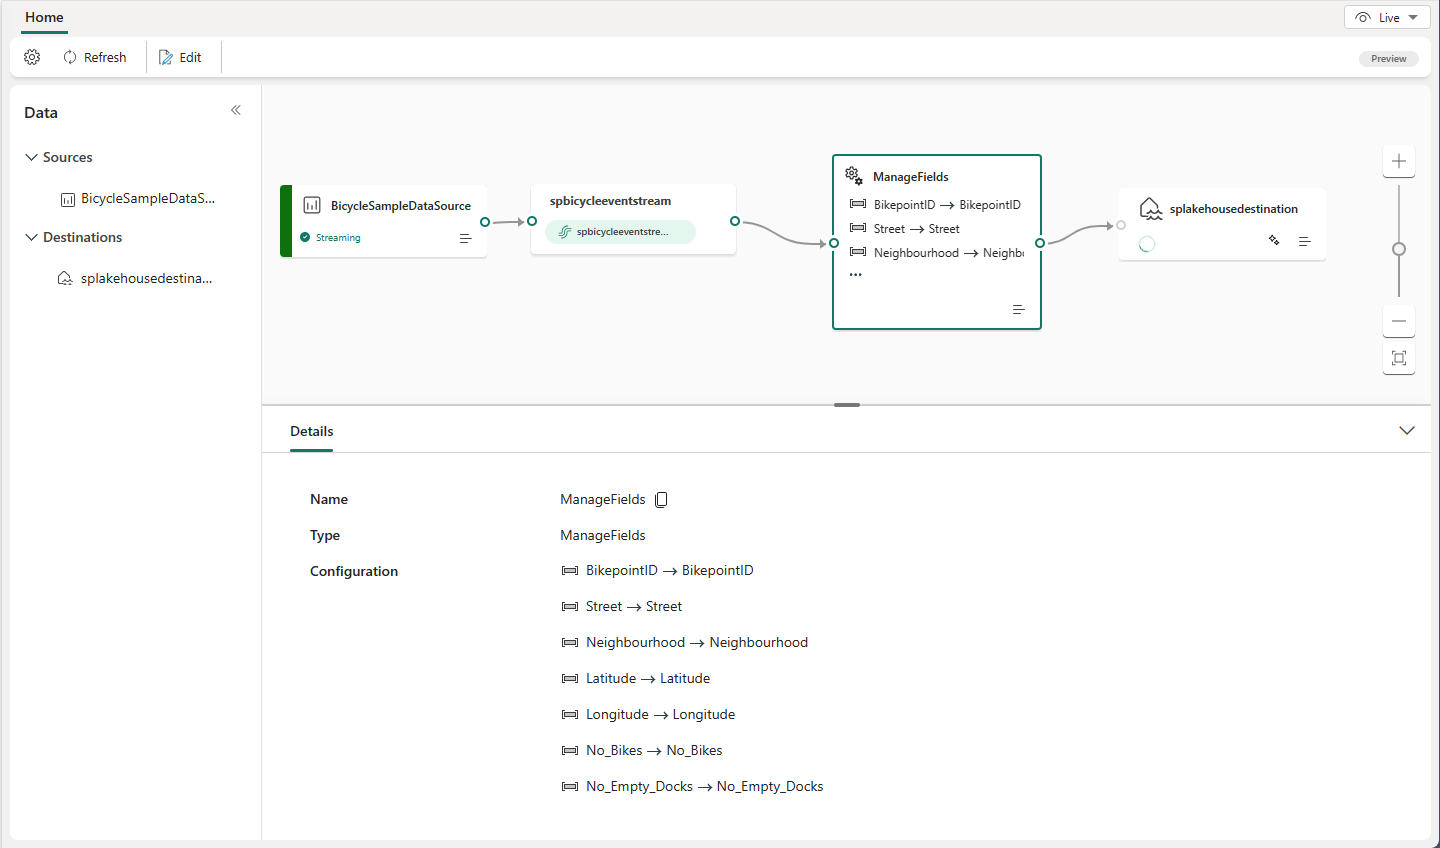 Home
Live
Refresh
Edit
Preview
Data
Sources
BicycleSampleDataS...
Destinations
splakehousedestina...
BicycleSampleDataSource
Streaming
spbicycleeventstream
spbicycleeventstre...
ManageFields
BikepointID → BikepointID
Street → Street
Neighbourhood → Neighb
...
splakehousedestination
Details
Name
ManageFields
Type
ManageFields
Configuration
BikepointID → BikepointID
Street → Street
Neighbourhood → Neighbourhood
Latitude → Latitude
Longitude → Longitude
No_Bikes → No_Bikes
No_Empty_Docks → No_Empty_Docks